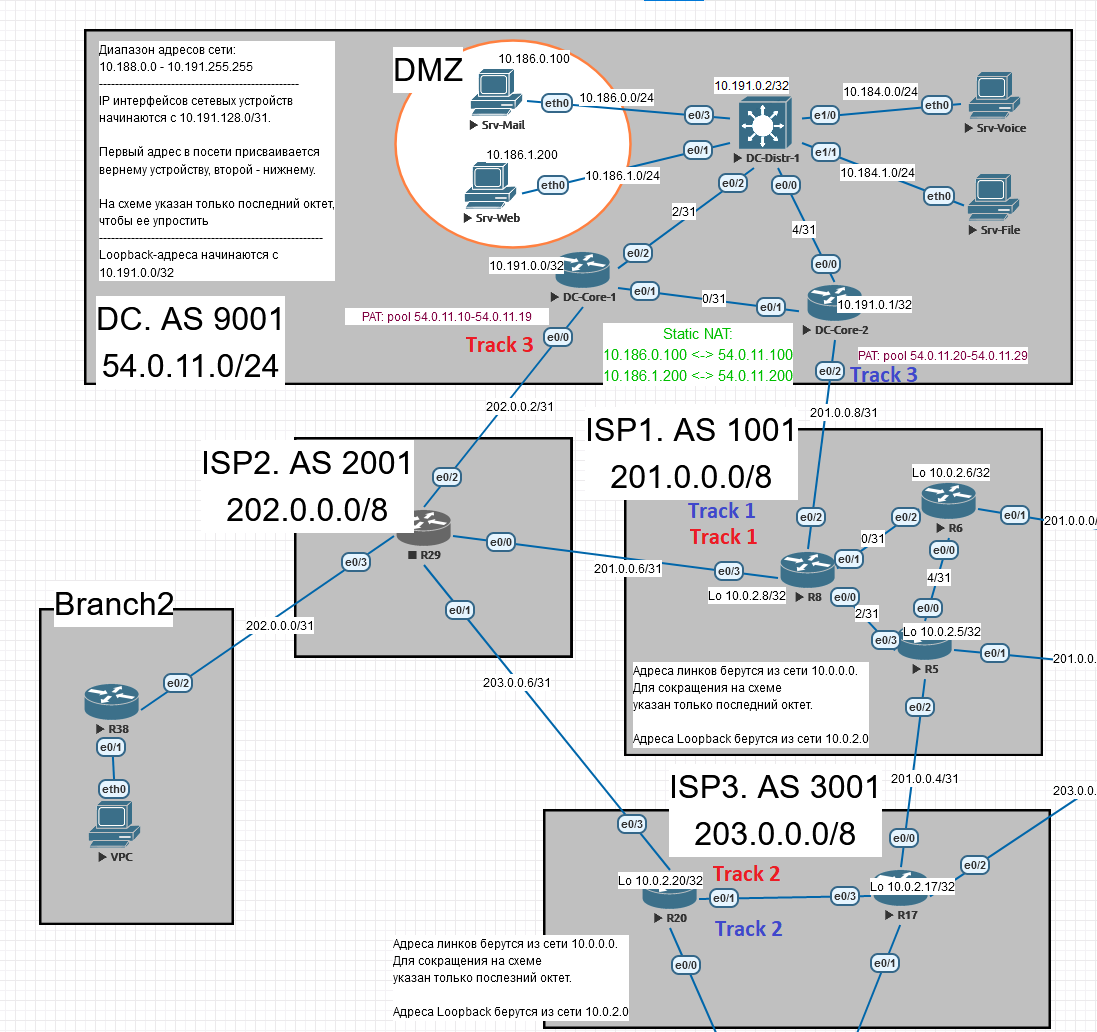 Диапазон адресов сети:
10.188.0.0 - 10.191.255.255
IP интерфейсов сетевых устройств
начинаются с 10.191.128.0/31.
Первый адрес в посети присваивается
вернему устройству, второй - нижнему.
На схеме указан только последний октет,
чтобы ее упростить
Loopback-адреса начинаются с
10.191.0.0/32
DC. AS 9001
54.0.11.0/24
DMZ
10.186.0.100
eth0
10.186.0.0/24
Srv-Mail
10.186.1.200
eth0
10.186.1.0/24
Srv-Web
10.191.0.2/32
e0/3
e0/1
DC-Distr-1
e0/2
e0/0
e1/0
10.184.0.0/24
eth0
Srv-Voice
e1/1
10.184.1.0/24
eth0
Srv-File
2/31
4/31
10.191.0.0/32
e0/2
e0/1
DC-Core-1
0/31
e0/0
e0/1
10.191.0.1/32
DC-Core-2
PAT: pool 54.0.11.10-54.0.11.19
Track 3
e0/0
Static NAT:
10.186.0.100 <-> 54.0.11.100
10.186.1.200 <-> 54.0.11.200
PAT: pool 54.0.11.20-54.0.11.29
e0/2
Track 3
202.0.0.2/31
201.0.0.8/31
ISP2. AS 2001
202.0.0.0/8
e0/2
e0/0
R29
e0/3
e0/1
ISP1. AS 1001
201.0.0.0/8
Track 1
Track 1
Lo 10.0.2.6/32
e0/2
e0/1
R6
e0/0
201.0.0.0/
e0/2
0/31
e0/1
201.0.0.6/31
e0/3
Lo 10.0.2.8/32
R8
e0/0
2/31
4/31
e0/0
e0/3
Lo 10.0.2.5/32
e0/1
201.0.0.
R5
e0/2
Адреса линков берутся из сети 10.0.0.0.
Для сокращения на схеме
указан только последний октет.
Адреса Loopback берутся из сети 10.0.2.0
Branch2
202.0.0.0/31
e0/2
R38
e0/1
eth0
VPC
203.0.0.6/31
201.0.0.4/31
203.0.0.
ISP3. AS 3001
203.0.0.0/8
e0/3
e0/0
e0/2
Track 2
Lo 10.0.2.20/32
e0/1
e0/3
Lo 10.0.2.17/32
R20
R17
Track 2
e0/0
e0/1
Адреса линков берутся из сети 10.0.0.0.
Для сокращения на схеме
указан только послезний октет.
Адреса Loopback берутся из сети 10.0.2.0